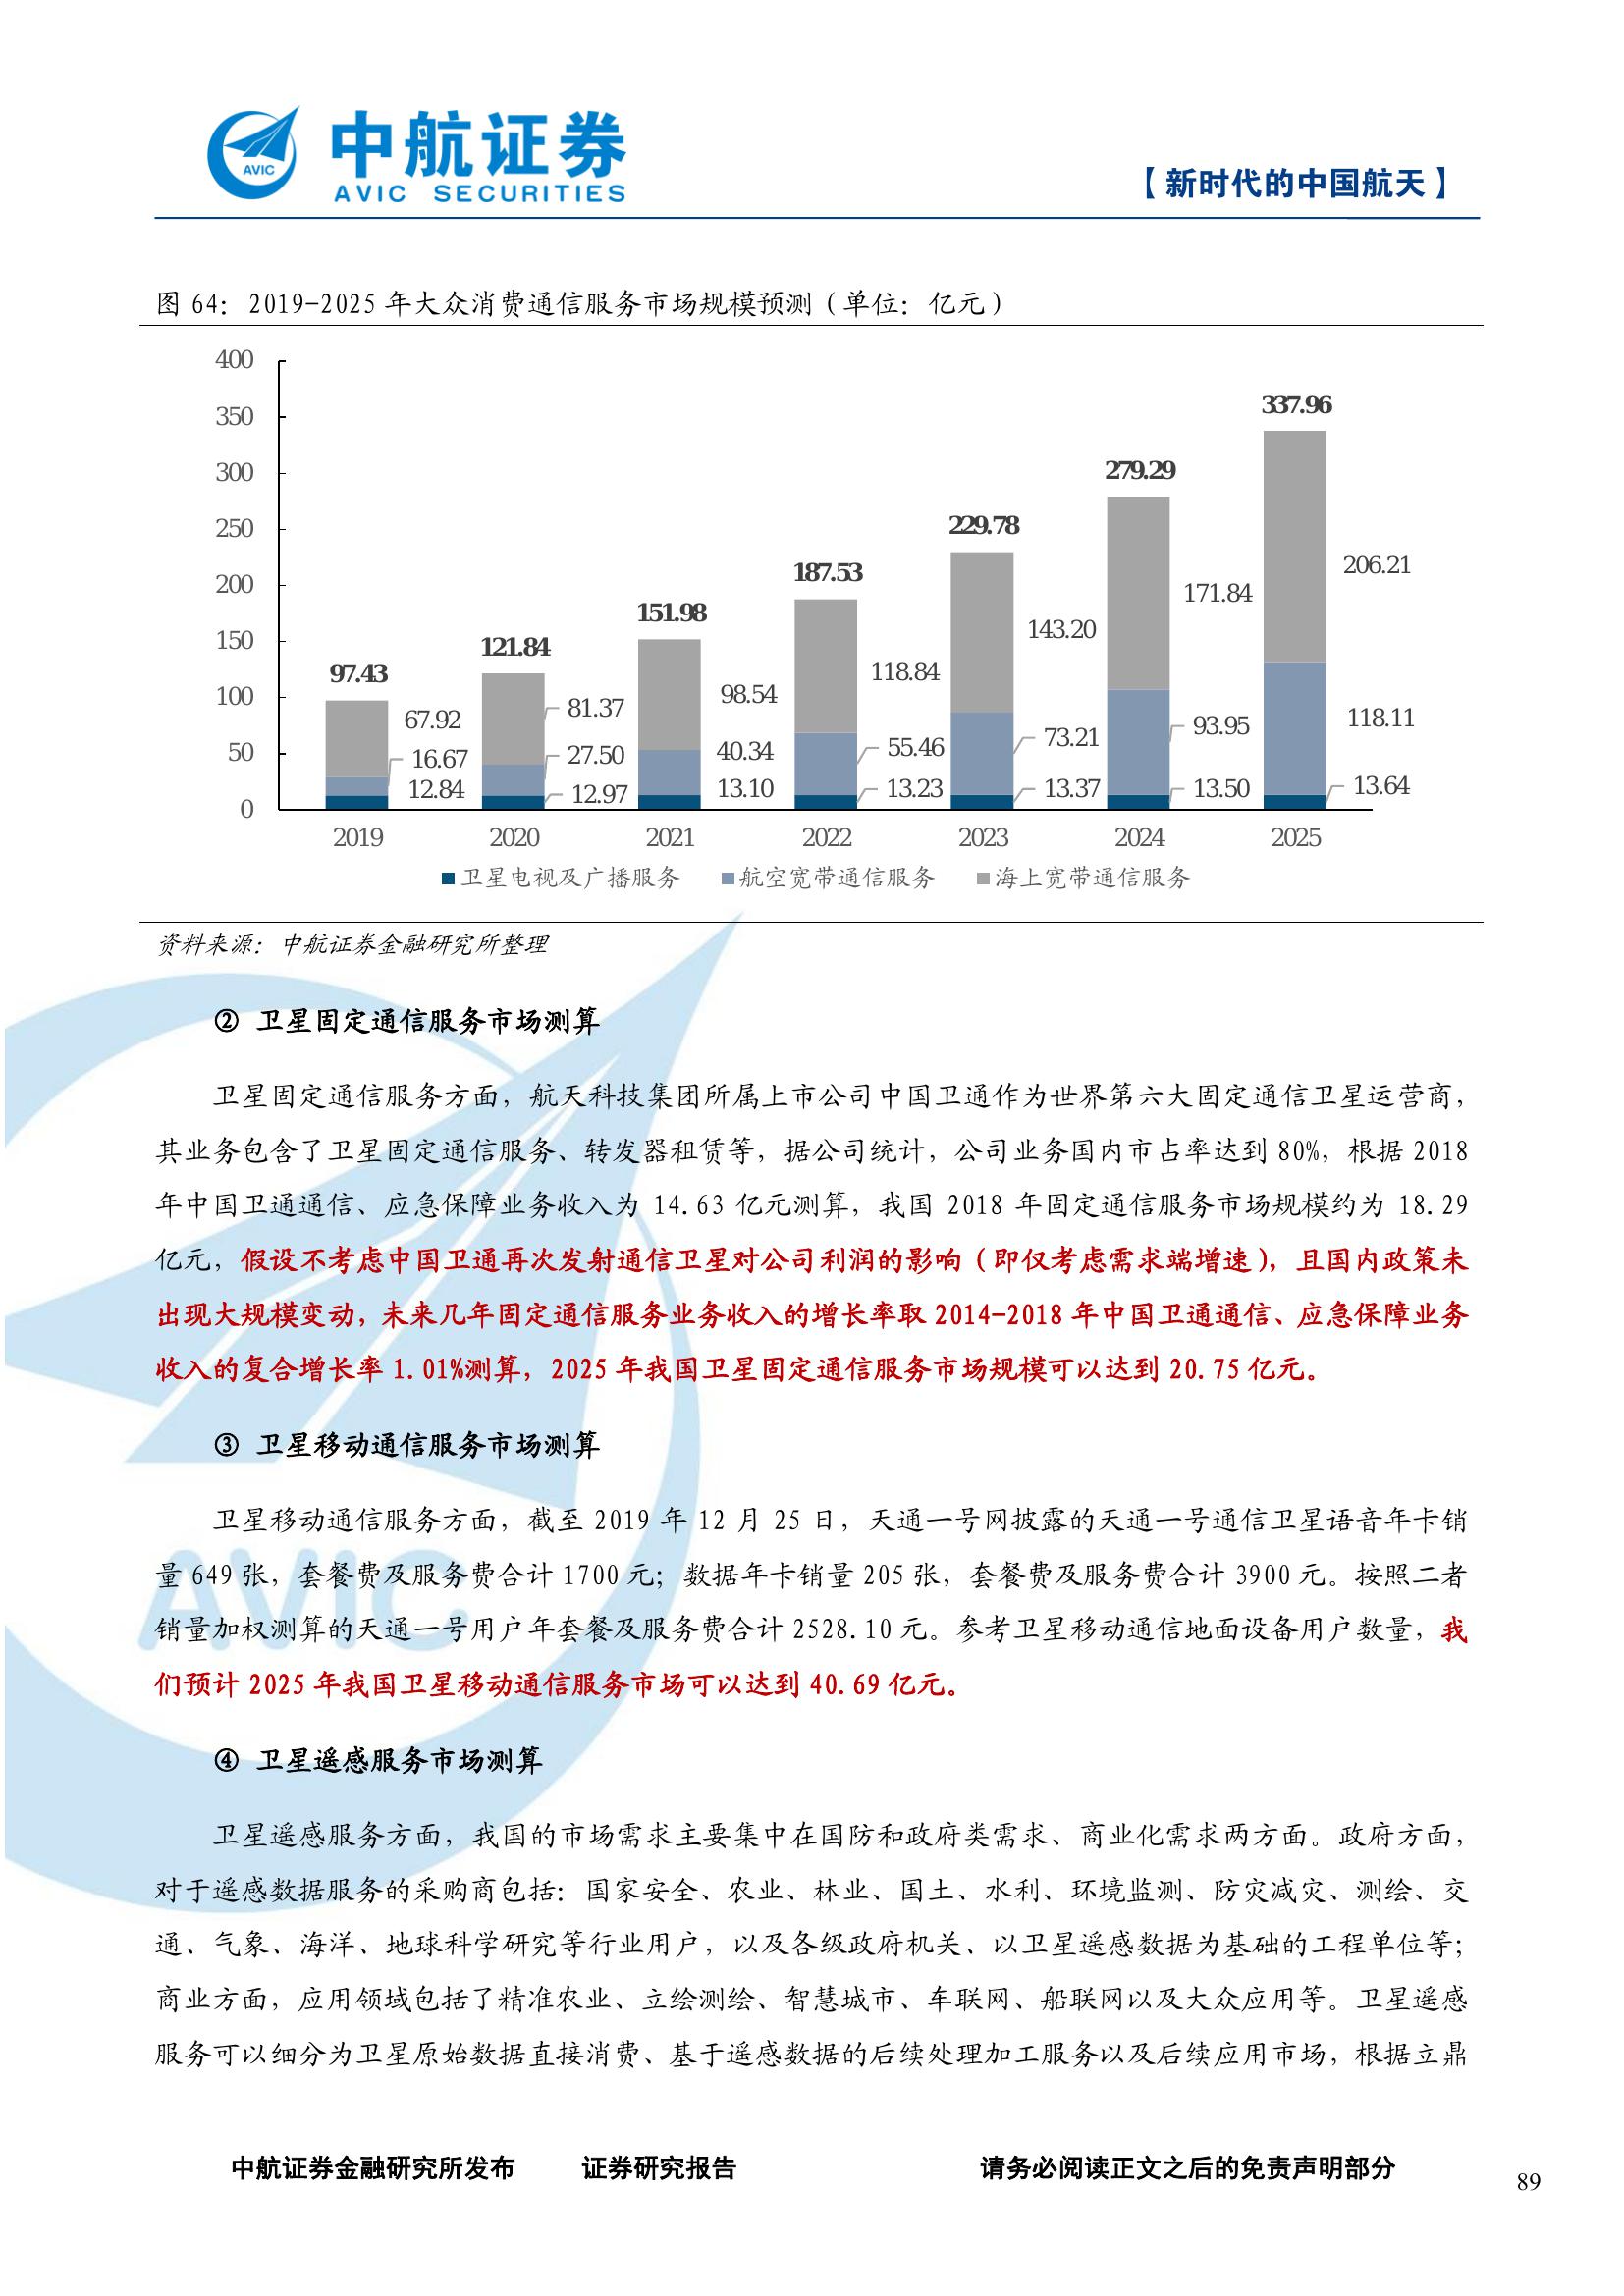 AVIC
中航证券
AVIC SECURITIES
【新时代的中国航天】
图 64：2019-2025 年大众消费通信服务市场规模预测（单位：亿元）
400
350
300
250
200
150
100
50
0
97.43
67.92
16.67
12.84
121.84
81.37
27.50
12.97
151.98
98.54
40.34
13.10
187.53
118.84
55.46
13.23
229.78
143.20
73.21
13.37
279.29
171.84
93.95
13.50
337.96
206.21
118.11
13.64
2019 2020 2021 2022 2023 2024 2025
卫星电视及广播服务 航空宽带通信服务 海上宽带通信服务
资料来源：中航证券金融研究所整理
② 卫星固定通信服务市场测算
卫星固定通信服务方面，航天科技集团所属上市公司中国卫通作为世界第六大固定通信卫星运营商，
其业务包含了卫星固定通信服务、转发器租赁等，据公司统计，公司业务国内市占率达到 80%，根据 2018
年中国卫通通信、应急保障业务收入为 14.63 亿元测算，我国 2018 年固定通信服务市场规模约为 18.29
亿元，假设不考虑中国卫通再次发射通信卫星对公司利润的影响（即仅考虑需求端增速），且国内政策未
出现大规模变动，未来几年固定通信服务业务收入的增长率取 2014-2018 年中国卫通通信、应急保障业务
收入的复合增长率 1.01%测算，2025 年我国卫星固定通信服务市场规模可以达到 20.75 亿元。
③ 卫星移动通信服务市场测算
卫星移动通信服务方面，截至 2019 年 12 月 25 日，天通一号网披露的天通一号通信卫星语音年卡销
量 649 张，套餐费及服务费合计 1700 元；数据年卡销量 205 张，套餐费及服务费合计 3900 元。按照二者
销量加权测算的天通一号用户年套餐及服务费合计 2528.10 元。参考卫星移动通信地面设备用户数量，我
们预计 2025 年我国卫星移动通信服务市场可以达到 40.69 亿元。
④ 卫星遥感服务市场测算
卫星遥感服务方面，我国的市场需求主要集中在国防和政府类需求、商业化需求两方面。政府方面，
对于遥感数据服务的采购商包括：国家安全、农业、林业、国土、水利、环境监测、防灾减灾、测绘、交
通、气象、海洋、地球科学研究等行业用户，以及各级政府机关、以卫星遥感数据为基础的工程单位等；
商业方面，应用领域包括了精准农业、立绘测绘、智慧城市、车联网、船联网以及大众应用等。卫星遥感
服务可以细分为卫星原始数据直接消费、基于遥感数据的后续处理加工服务以及后续应用市场，根据立鼎
AVIC
中航证券金融研究所发布 证券研究报告 请务必阅读正文之后的免责声明部分
89